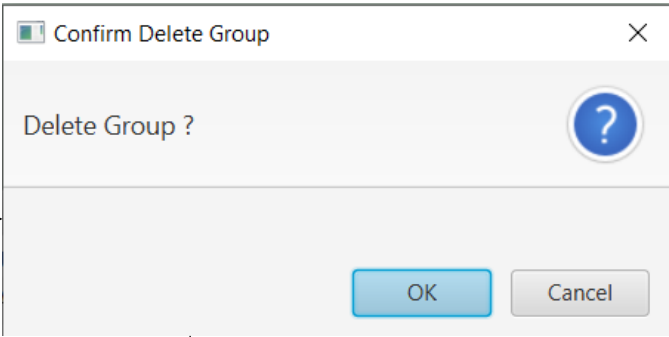 Confirm Delete Group
Delete Group ?
?
OK
Cancel